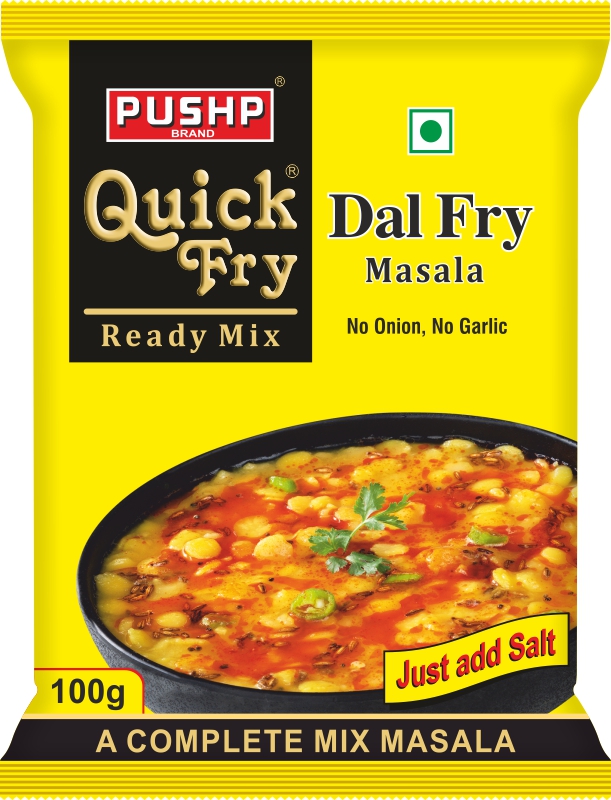 ®
PUSHP
BRAND
Quick®
Fry
Ready Mix
Dal Fry
Masala
No Onion, No Garlic
Just add Salt
100g
A COMPLETE MIX MASALA